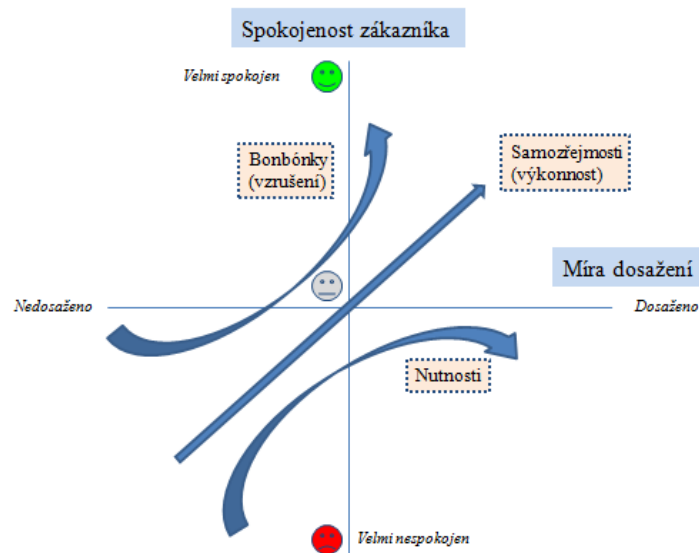 Spokojenost zákazníka
Velmi spokojen
Bonbónky
(vzrušení)
Samozřejmosti
(výkonnost)
Míra dosažení
Nedosaženo
Dosaženo
Nutnosti
Velmi nespokojen